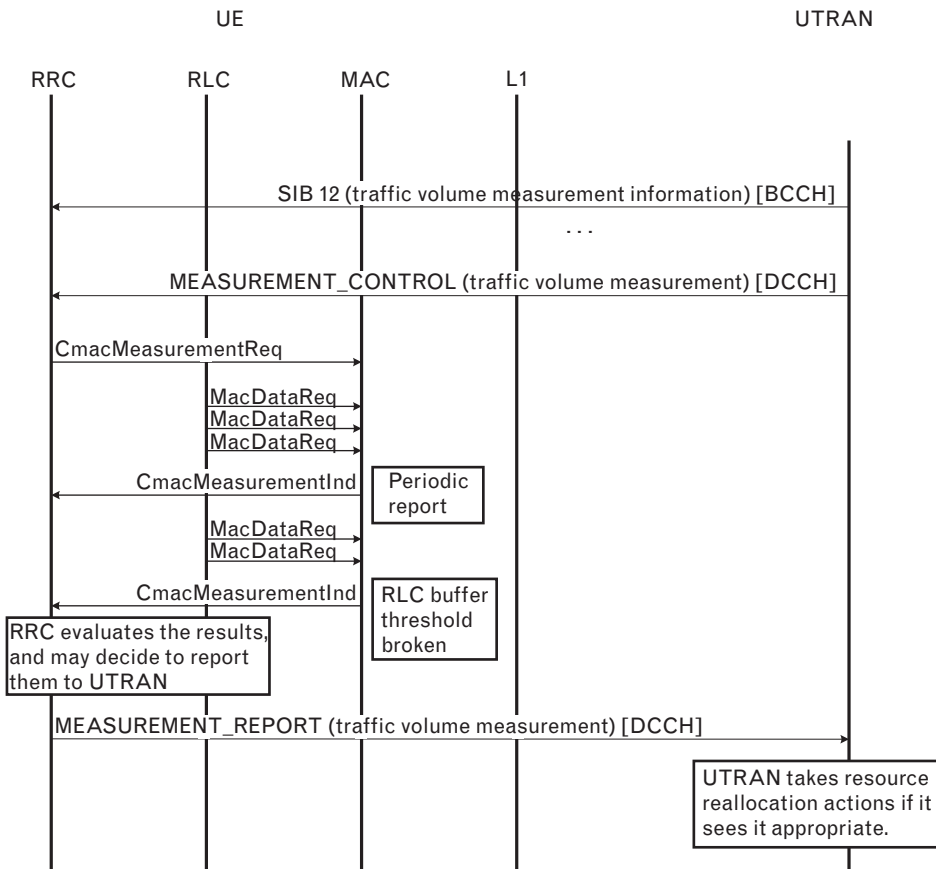 UE
UTRAN
RRC
RLC
MAC
L1
SIB 12 (traffic volume measurement information) [BCCH]
. . .
MEASUREMENT_CONTROL (traffic volume measurement) [DCCH]
CmacMeasurementReq
MacDataReq
MacDataReq
MacDataReq
CmacMeasurementInd
Periodic
report
MacDataReq
MacDataReq
CmacMeasurementInd
RLC buffer
threshold
broken
RRC evaluates the results,
and may decide to report
them to UTRAN
MEASUREMENT_REPORT (traffic volume measurement) [DCCH]
UTRAN takes resource
reallocation actions if it
sees it appropriate.